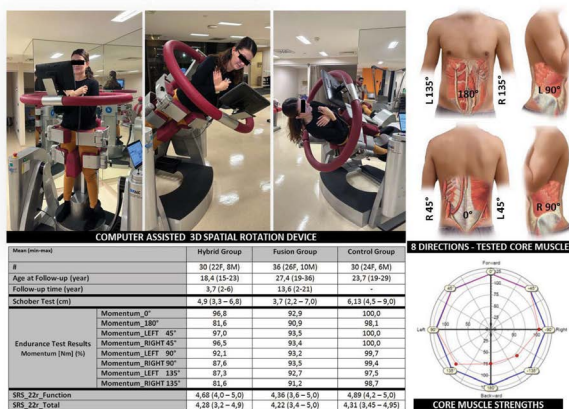 L 135°
180°
R 135°
L 90°
R 45°
0°
L 45°
R 90°
COMPUTER ASSISTED 3D SPATIAL ROTATION DEVICE
8 DIRECTIONS - TESTED CORE MUSCLE
Mean (min-max) Hybrid Group Fusion Group Control Group
# 30 (22F, 8M) 36 (26F, 10M) 30 (24F, 6M)
Age at Follow-up (year) 18,4 (15-23) 27,4 (19-36) 23,7 (19-29)
Follow-up time (year) 3,7 (2-6) 13,6 (2-21) -
Schober Test (cm) 4,9 (3,3 – 6,8) 3,7 (2,2 – 7,0) 6,13 (4,5 – 9,0)
Endurance Test Results
Momentum [Nm] (%)
Momentum_0° 96,8 92,9 100,0
Momentum_180° 81,6 90,9 98,1
Momentum_LEFT 45° 97,0 93,5 100,0
Momentum_RIGHT 45° 96,5 93,4 100,0
Momentum_LEFT 90° 92,1 93,2 99,7
Momentum_RIGHT 90° 87,6 93,5 99,4
Momentum_LEFT 135° 87,3 92,7 97,5
Momentum_RIGHT 135° 81,6 91,2 98,7
SRS_22r_Function 4,68 (4,0 – 5,0) 4,36 (3,6 – 5,0) 4,89 (4,2 – 5,0)
SRS_22r_Total 4,28 (3,2 – 4,9) 4,22 (3,4 – 5,0) 4,31 (3,45 – 4,95)
Forward
Left
Right
Backward
CORE MUSCLE STRENGTHS